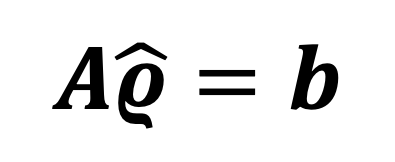 𝑨𝝔̂ = 𝒃